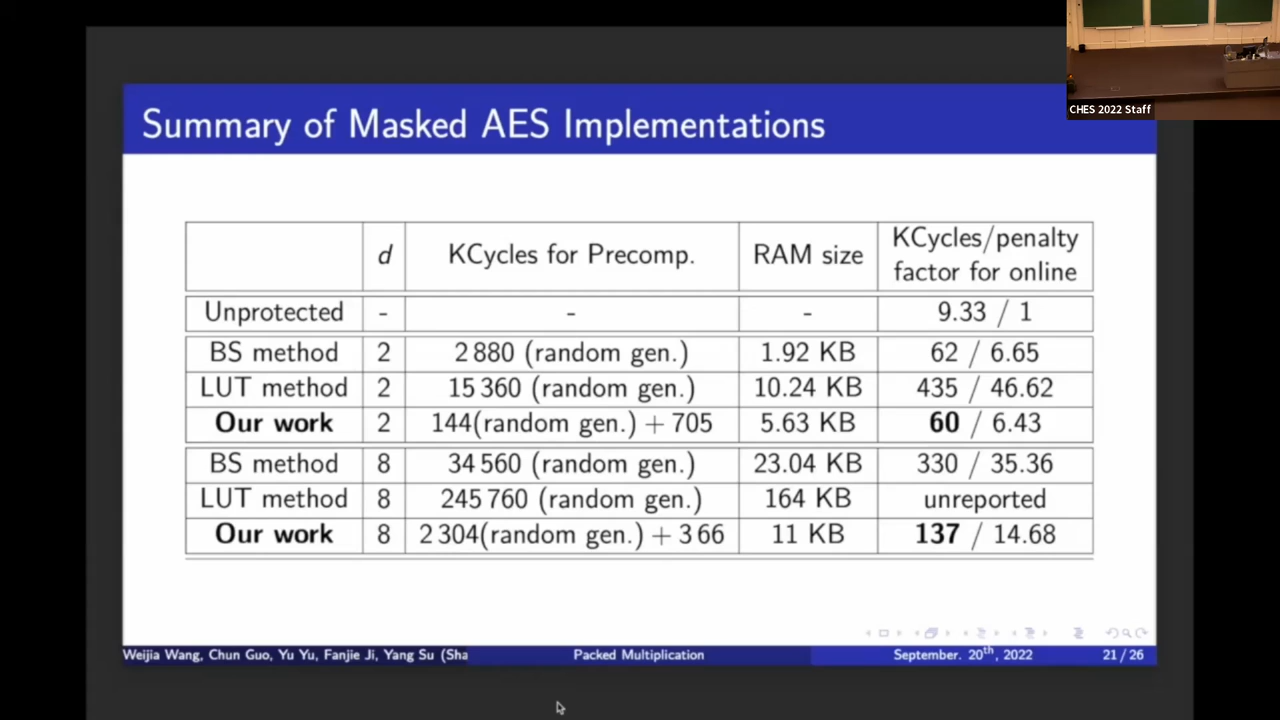 CHES 2022 Staff
Summary of Masked AES Implementations
d KCycles for Precomp. RAM size KCycles/penalty
factor for online
Unprotected - - - 9.33 / 1
BS method 2 2 880 (random gen.) 1.92 KB 62 / 6.65
LUT method 2 15 360 (random gen.) 10.24 KB 435 / 46.62
Our work 2 144(random gen.) + 705 5.63 KB 60 / 6.43
BS method 8 34 560 (random gen.) 23.04 KB 330 / 35.36
LUT method 8 245 760 (random gen.) 164 KB unreported
Our work 8 2 304(random gen.) + 3 66 11 KB 137 / 14.68
Weijia Wang, Chun Guo, Yu Yu, Fanjie Ji, Yang Su (Sha Packed Multiplication September. 20th, 2022 21 / 26